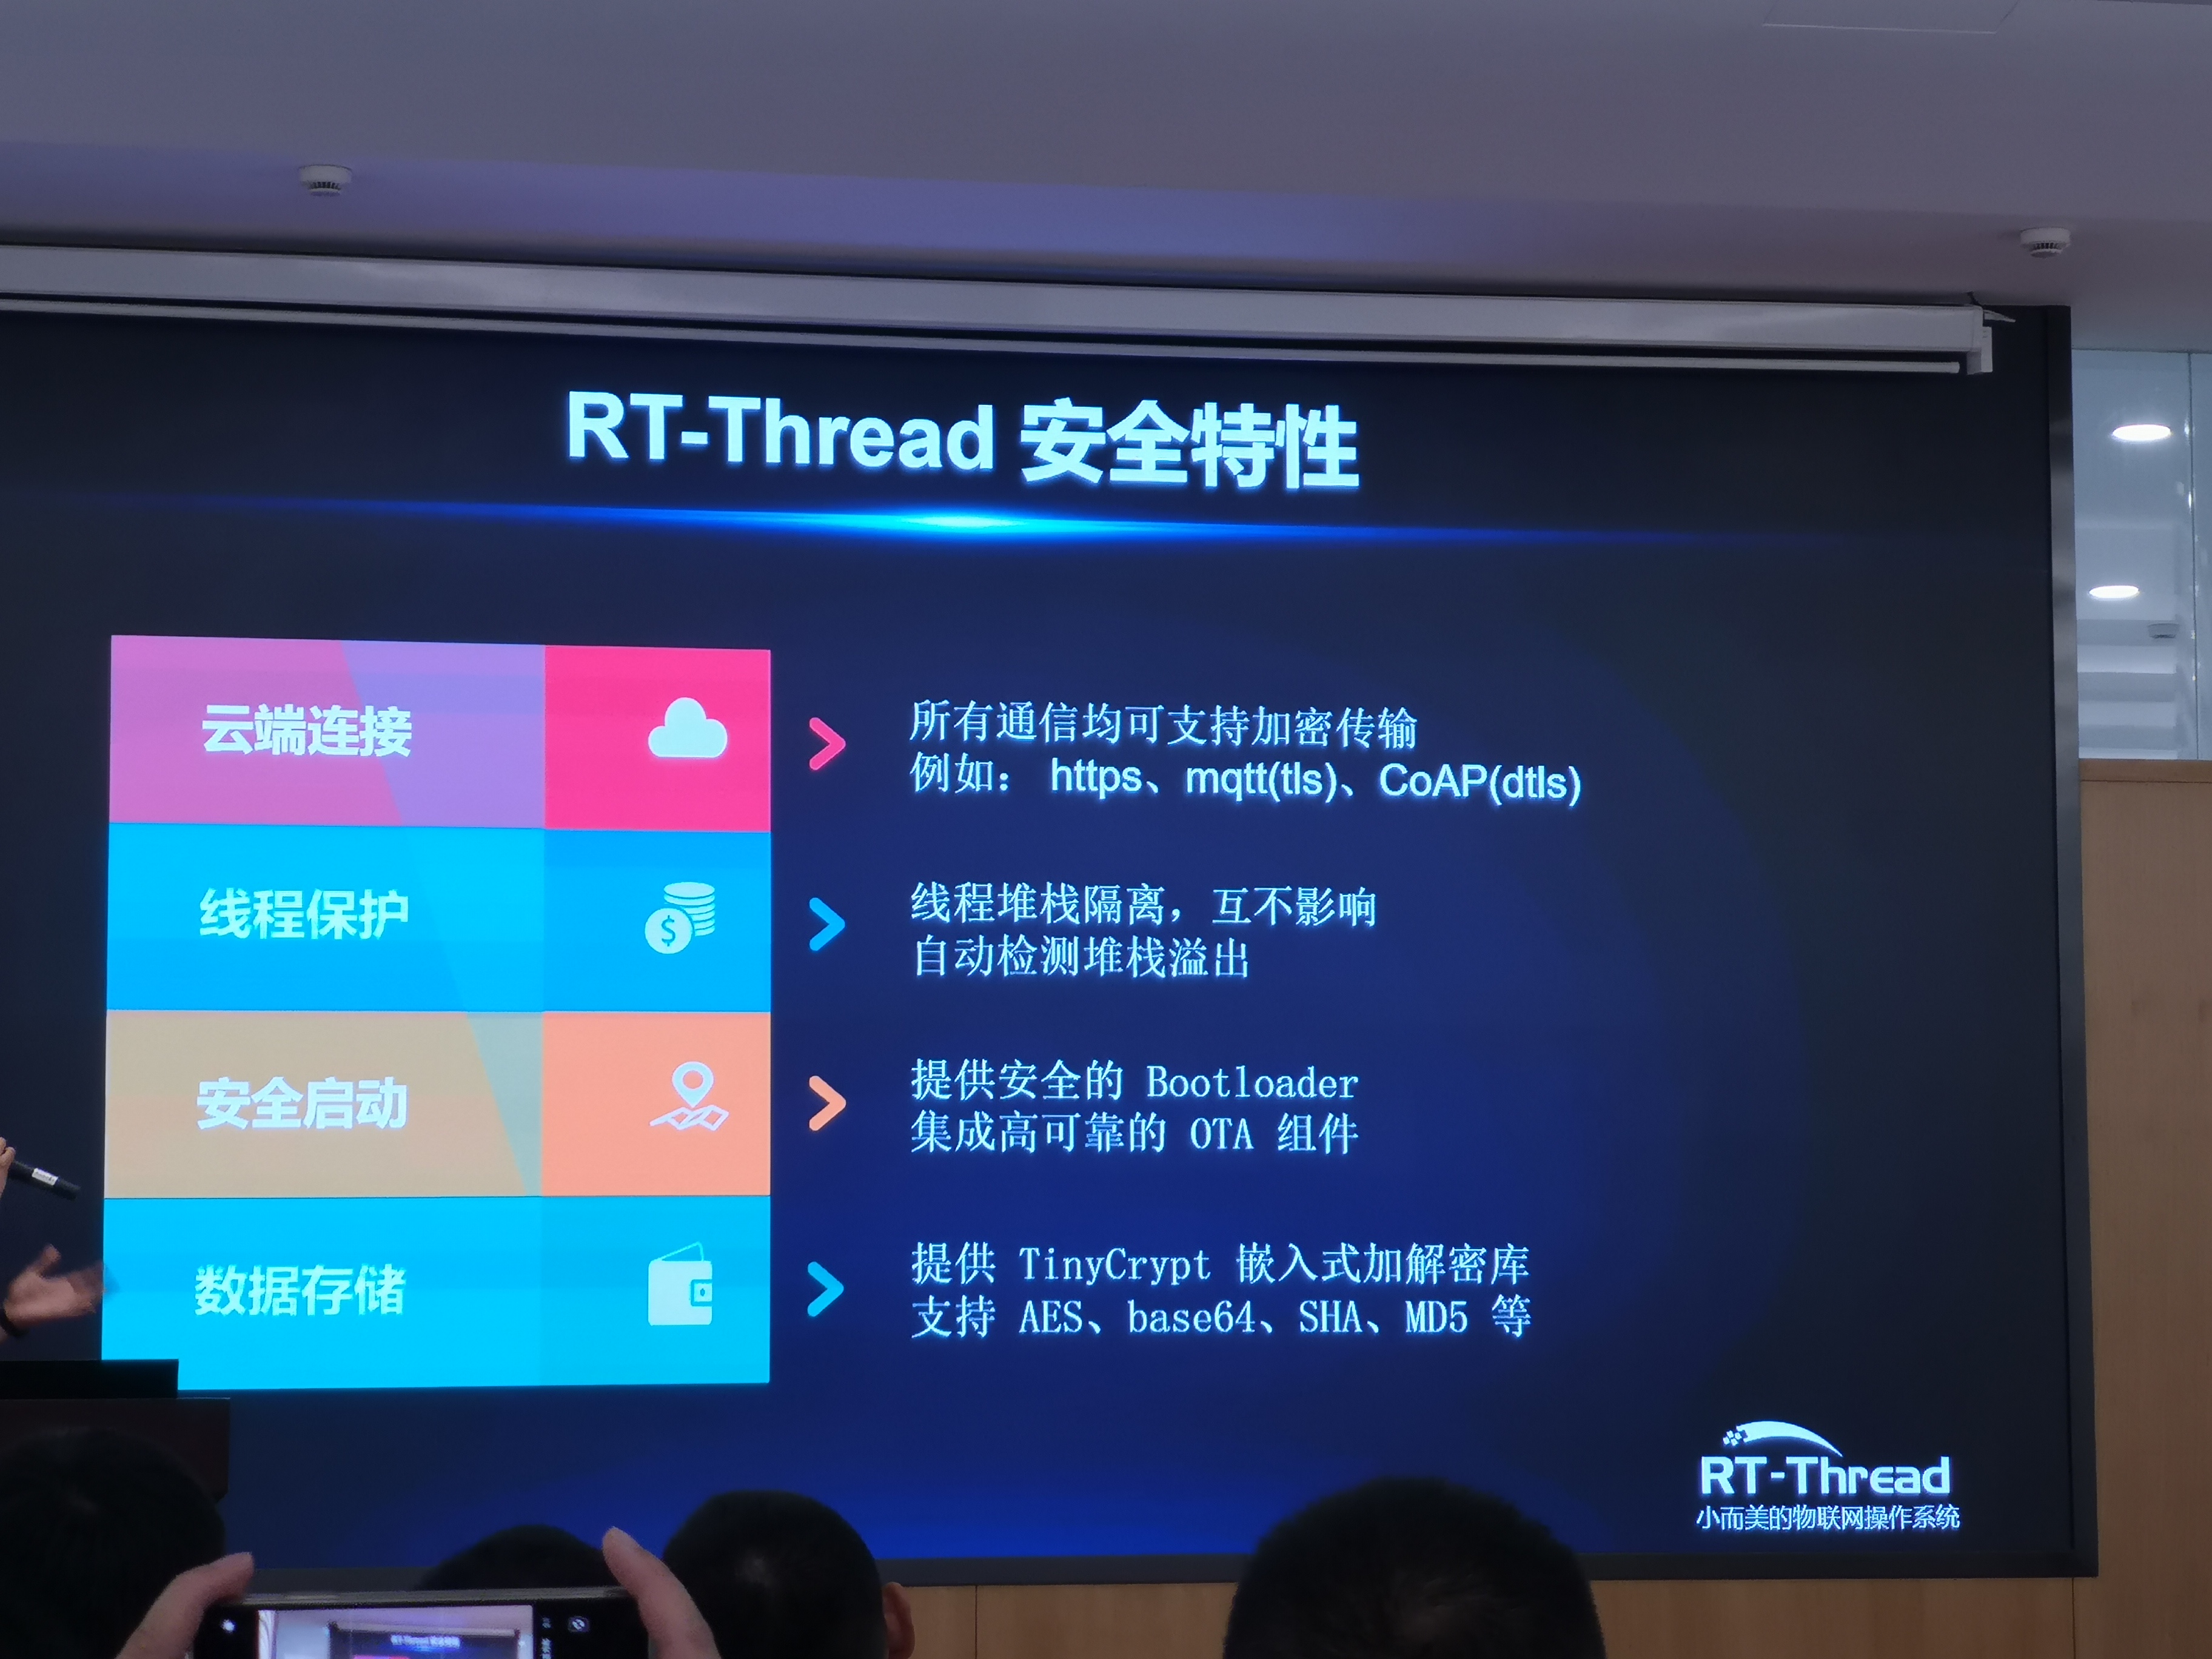 RT-Thread 安全特性
云端连接
所有通信均可支持加密传输
例如： https、mqtt(tls)、CoAP(dtls)
线程保护
线程堆栈隔离，互不影响
自动检测堆栈溢出
安全启动
提供安全的 Bootloader
集成高可靠的 OTA 组件
数据存储
提供 TinyCrypt 嵌入式加解密库
支持 AES、base64、SHA、MD5 等
RT-Thread
小而美的物联网操作系统